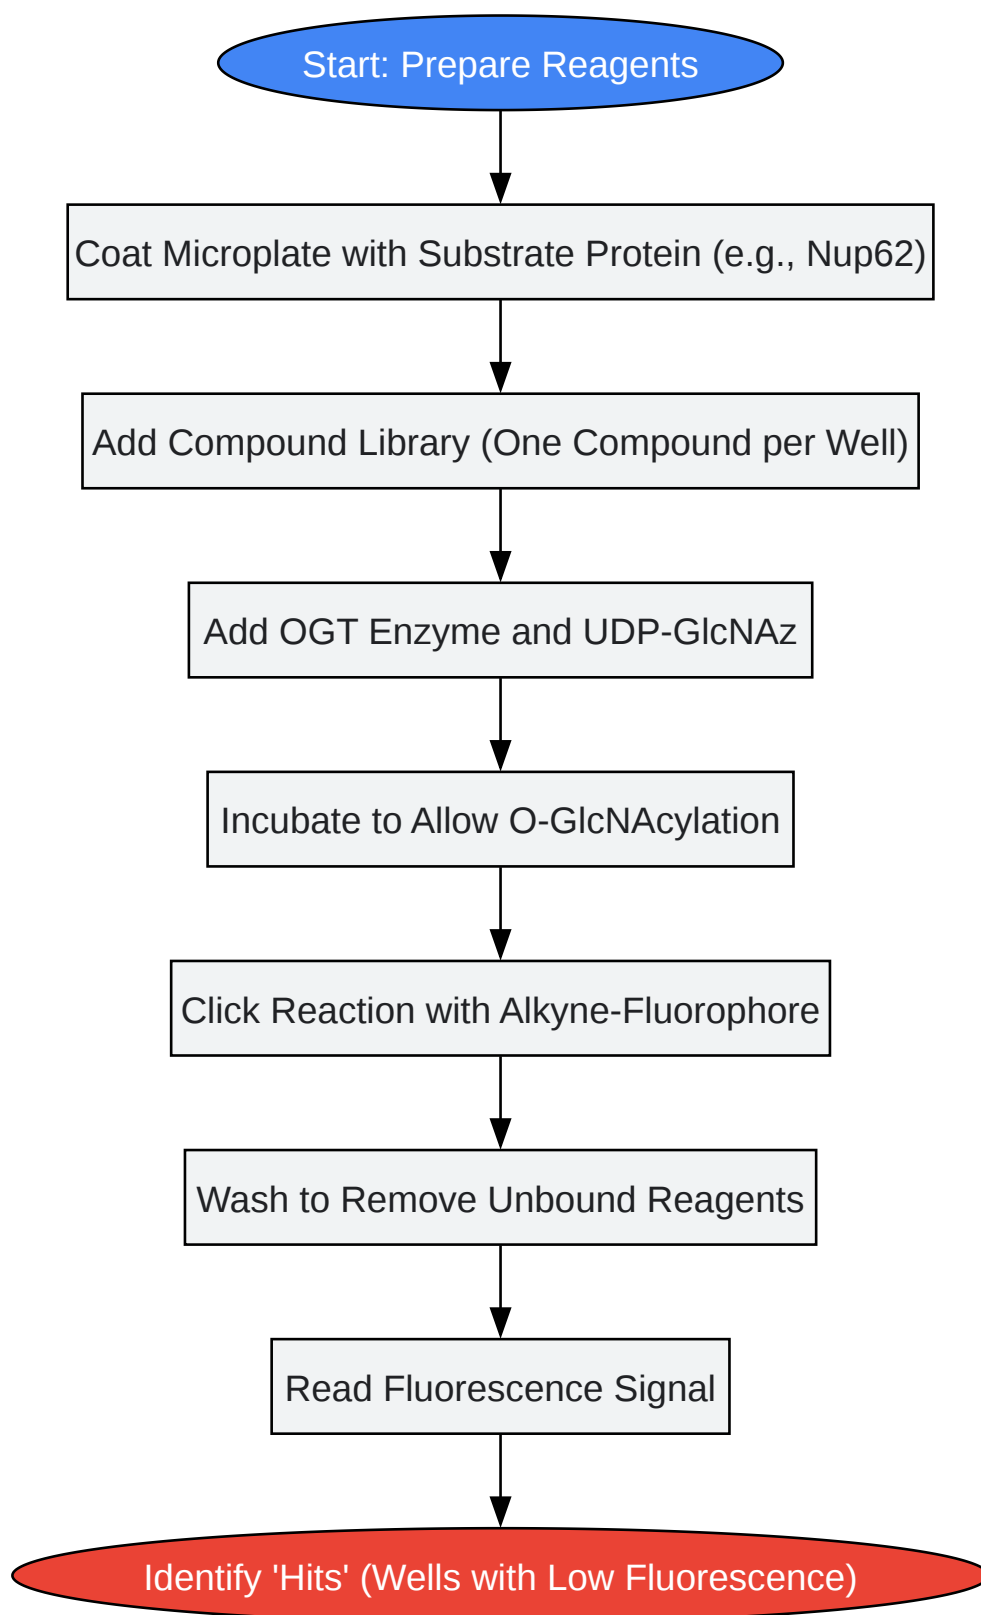 Start: Prepare Reagents
Coat Microplate with Substrate Protein (e.g., Nup62)
Add Compound Library (One Compound per Well)
Add OGT Enzyme and UDP-GlcNAz
Incubate to Allow O-GlcNAcylation
Click Reaction with Alkyne-Fluorophore
Wash to Remove Unbound Reagents
Read Fluorescence Signal
Identify 'Hits' (Wells with Low Fluorescence)